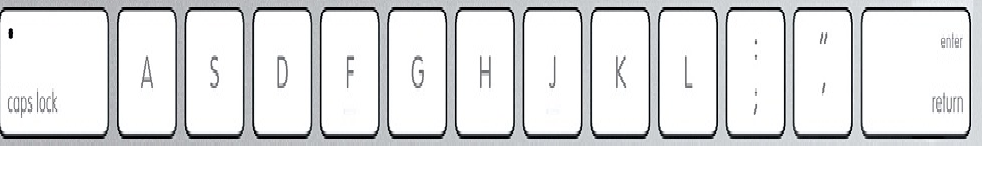 caps lock A S D F G H J K L : ; " ' enter return